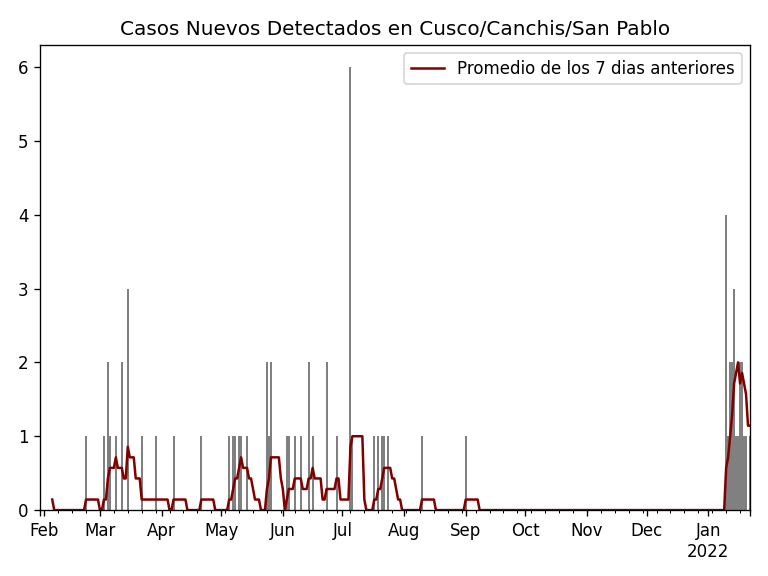 Casos Nuevos Detectados en Cusco/Canchis/San Pablo
Promedio de los 7 dias anteriores
6
5
4
3
2
1
0
Feb Mar Apr May Jun Jul Aug Sep Oct Nov Dec Jan
2022